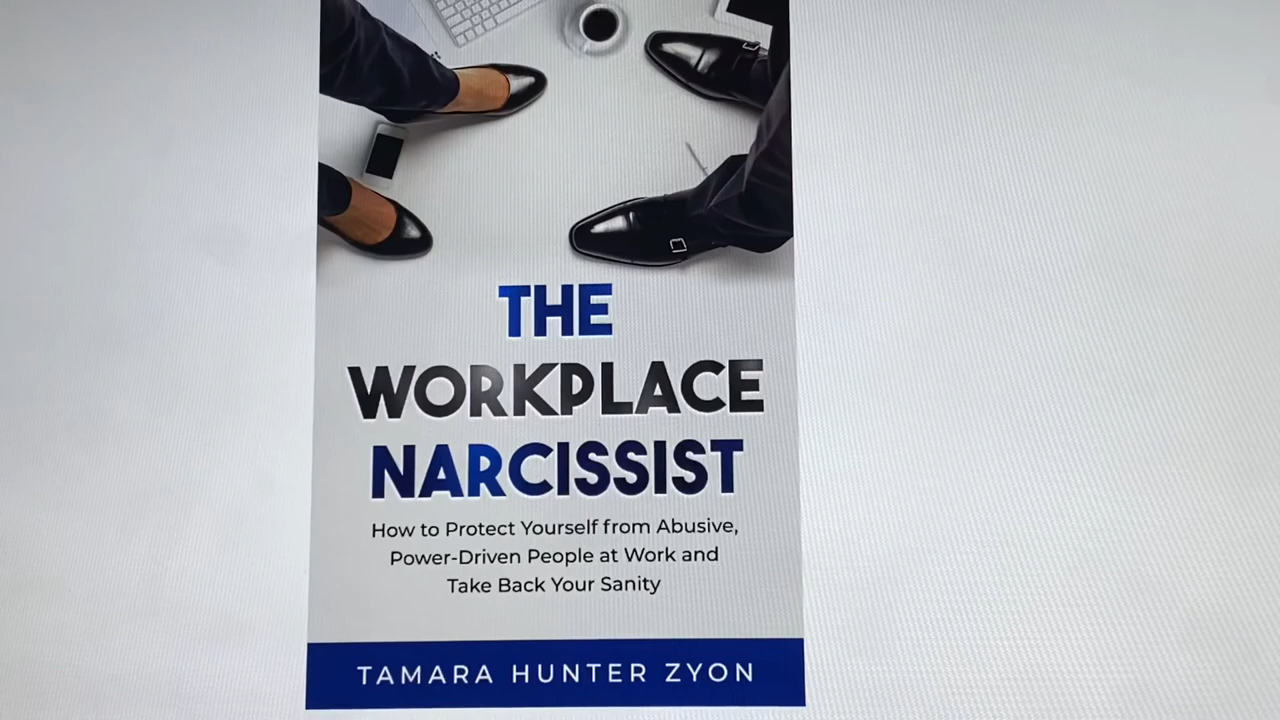 THE
WORKPLACE
NARCISSIST
How to Protect Yourself from Abusive,
Power-Driven People at Work and
Take Back Your Sanity
TAMARA HUNTER ZYON